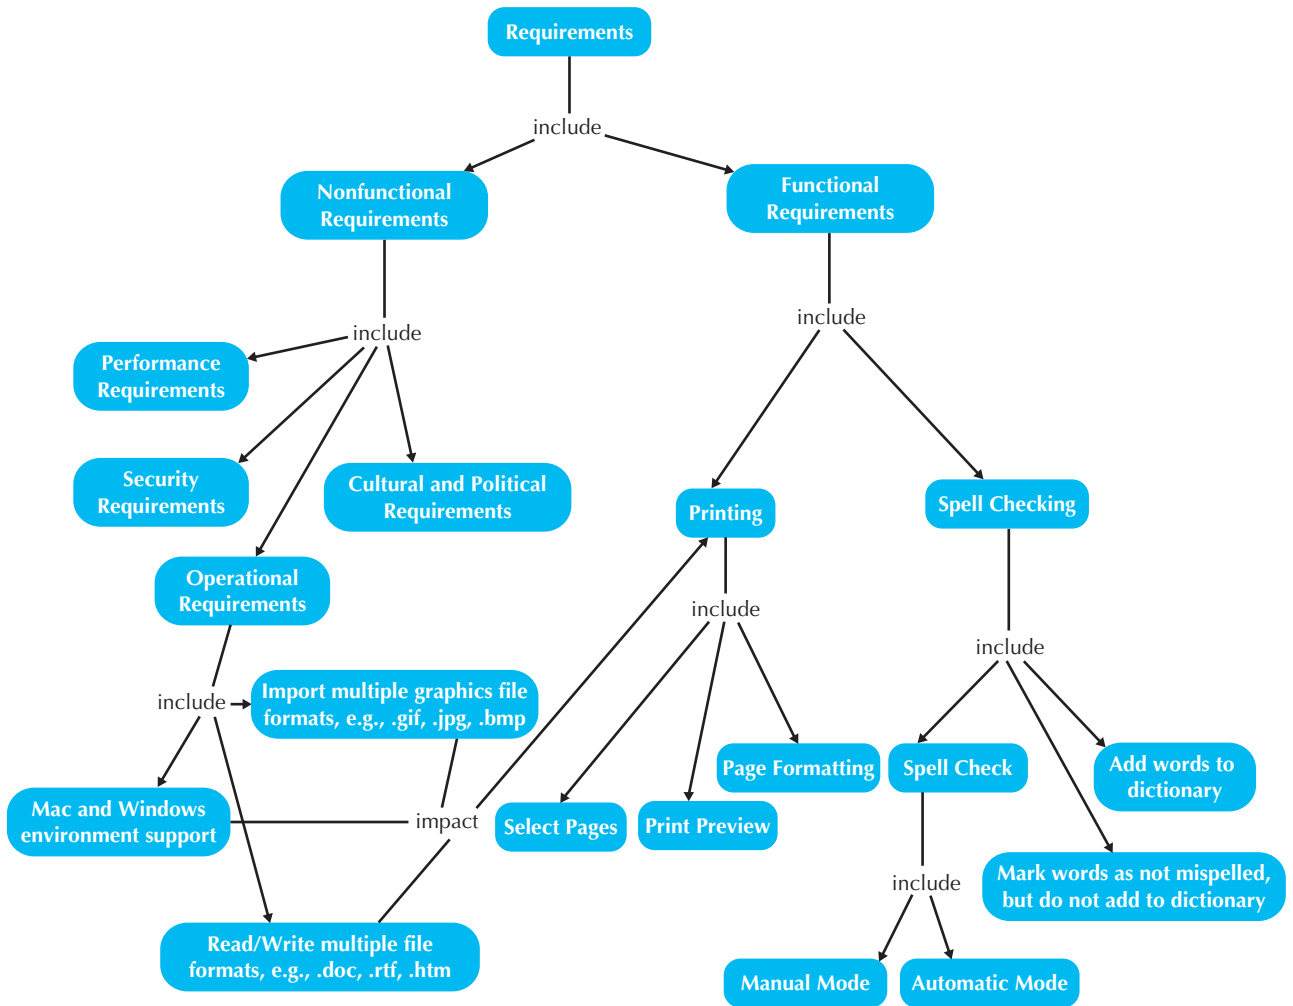 Requirements
include
Nonfunctional
Requirements
Functional
Requirements
include
include
Performance
Requirements
Security
Requirements
Cultural and Political
Requirements
Printing
Spell Checking
Operational
Requirements
include
include
include
Import multiple graphics file
formats, e.g., .gif, .jpg, .bmp
Page Formatting
Spell Check
Add words to
dictionary
Mac and Windows
environment support
impact
Select Pages
Print Preview
include
Mark words as not mispelled,
but do not add to dictionary
Read/Write multiple file
formats, e.g., .doc, .rtf, .htm
Manual Mode
Automatic Mode